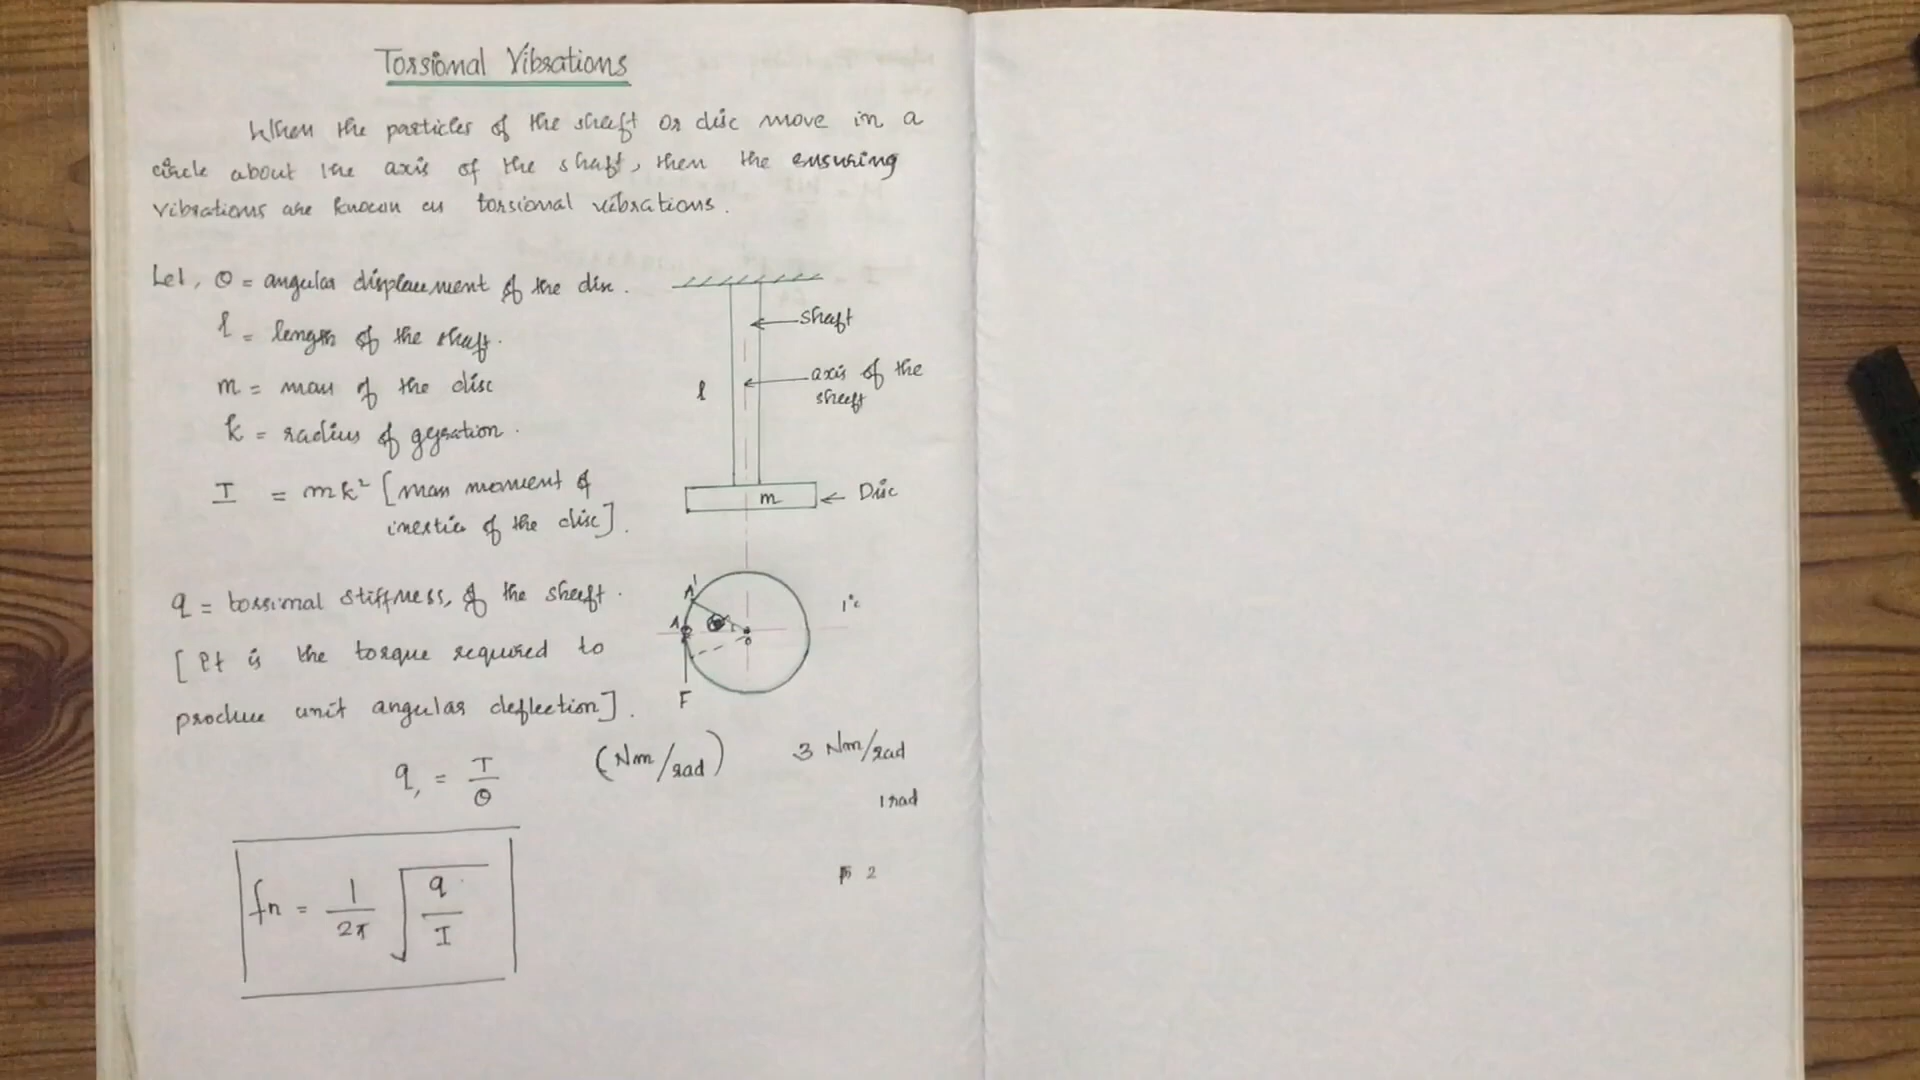 Torsional Vibrations
When the particles of the shaft or disc move in a
circle about the axis of the shaft, then the ensuring
vibrations are known as torsional vibrations.
Let, θ = angular displacement of the disc.
l = length of the shaft.
m = mass of the disc
k = radius of gyration.
I = mk² [mass moment of
inertia of the disc].
q = torsional stiffness, of the shaft.
[It is the torque required to
produce unit angular deflection].
q, = T/θ (Nm/rad)
fn = 1/2π √q/I
shaft
axis of the
shaft
l
m
Disc
A'
A
θ
o
F
1°c
3 Nm/rad
1 rad
2